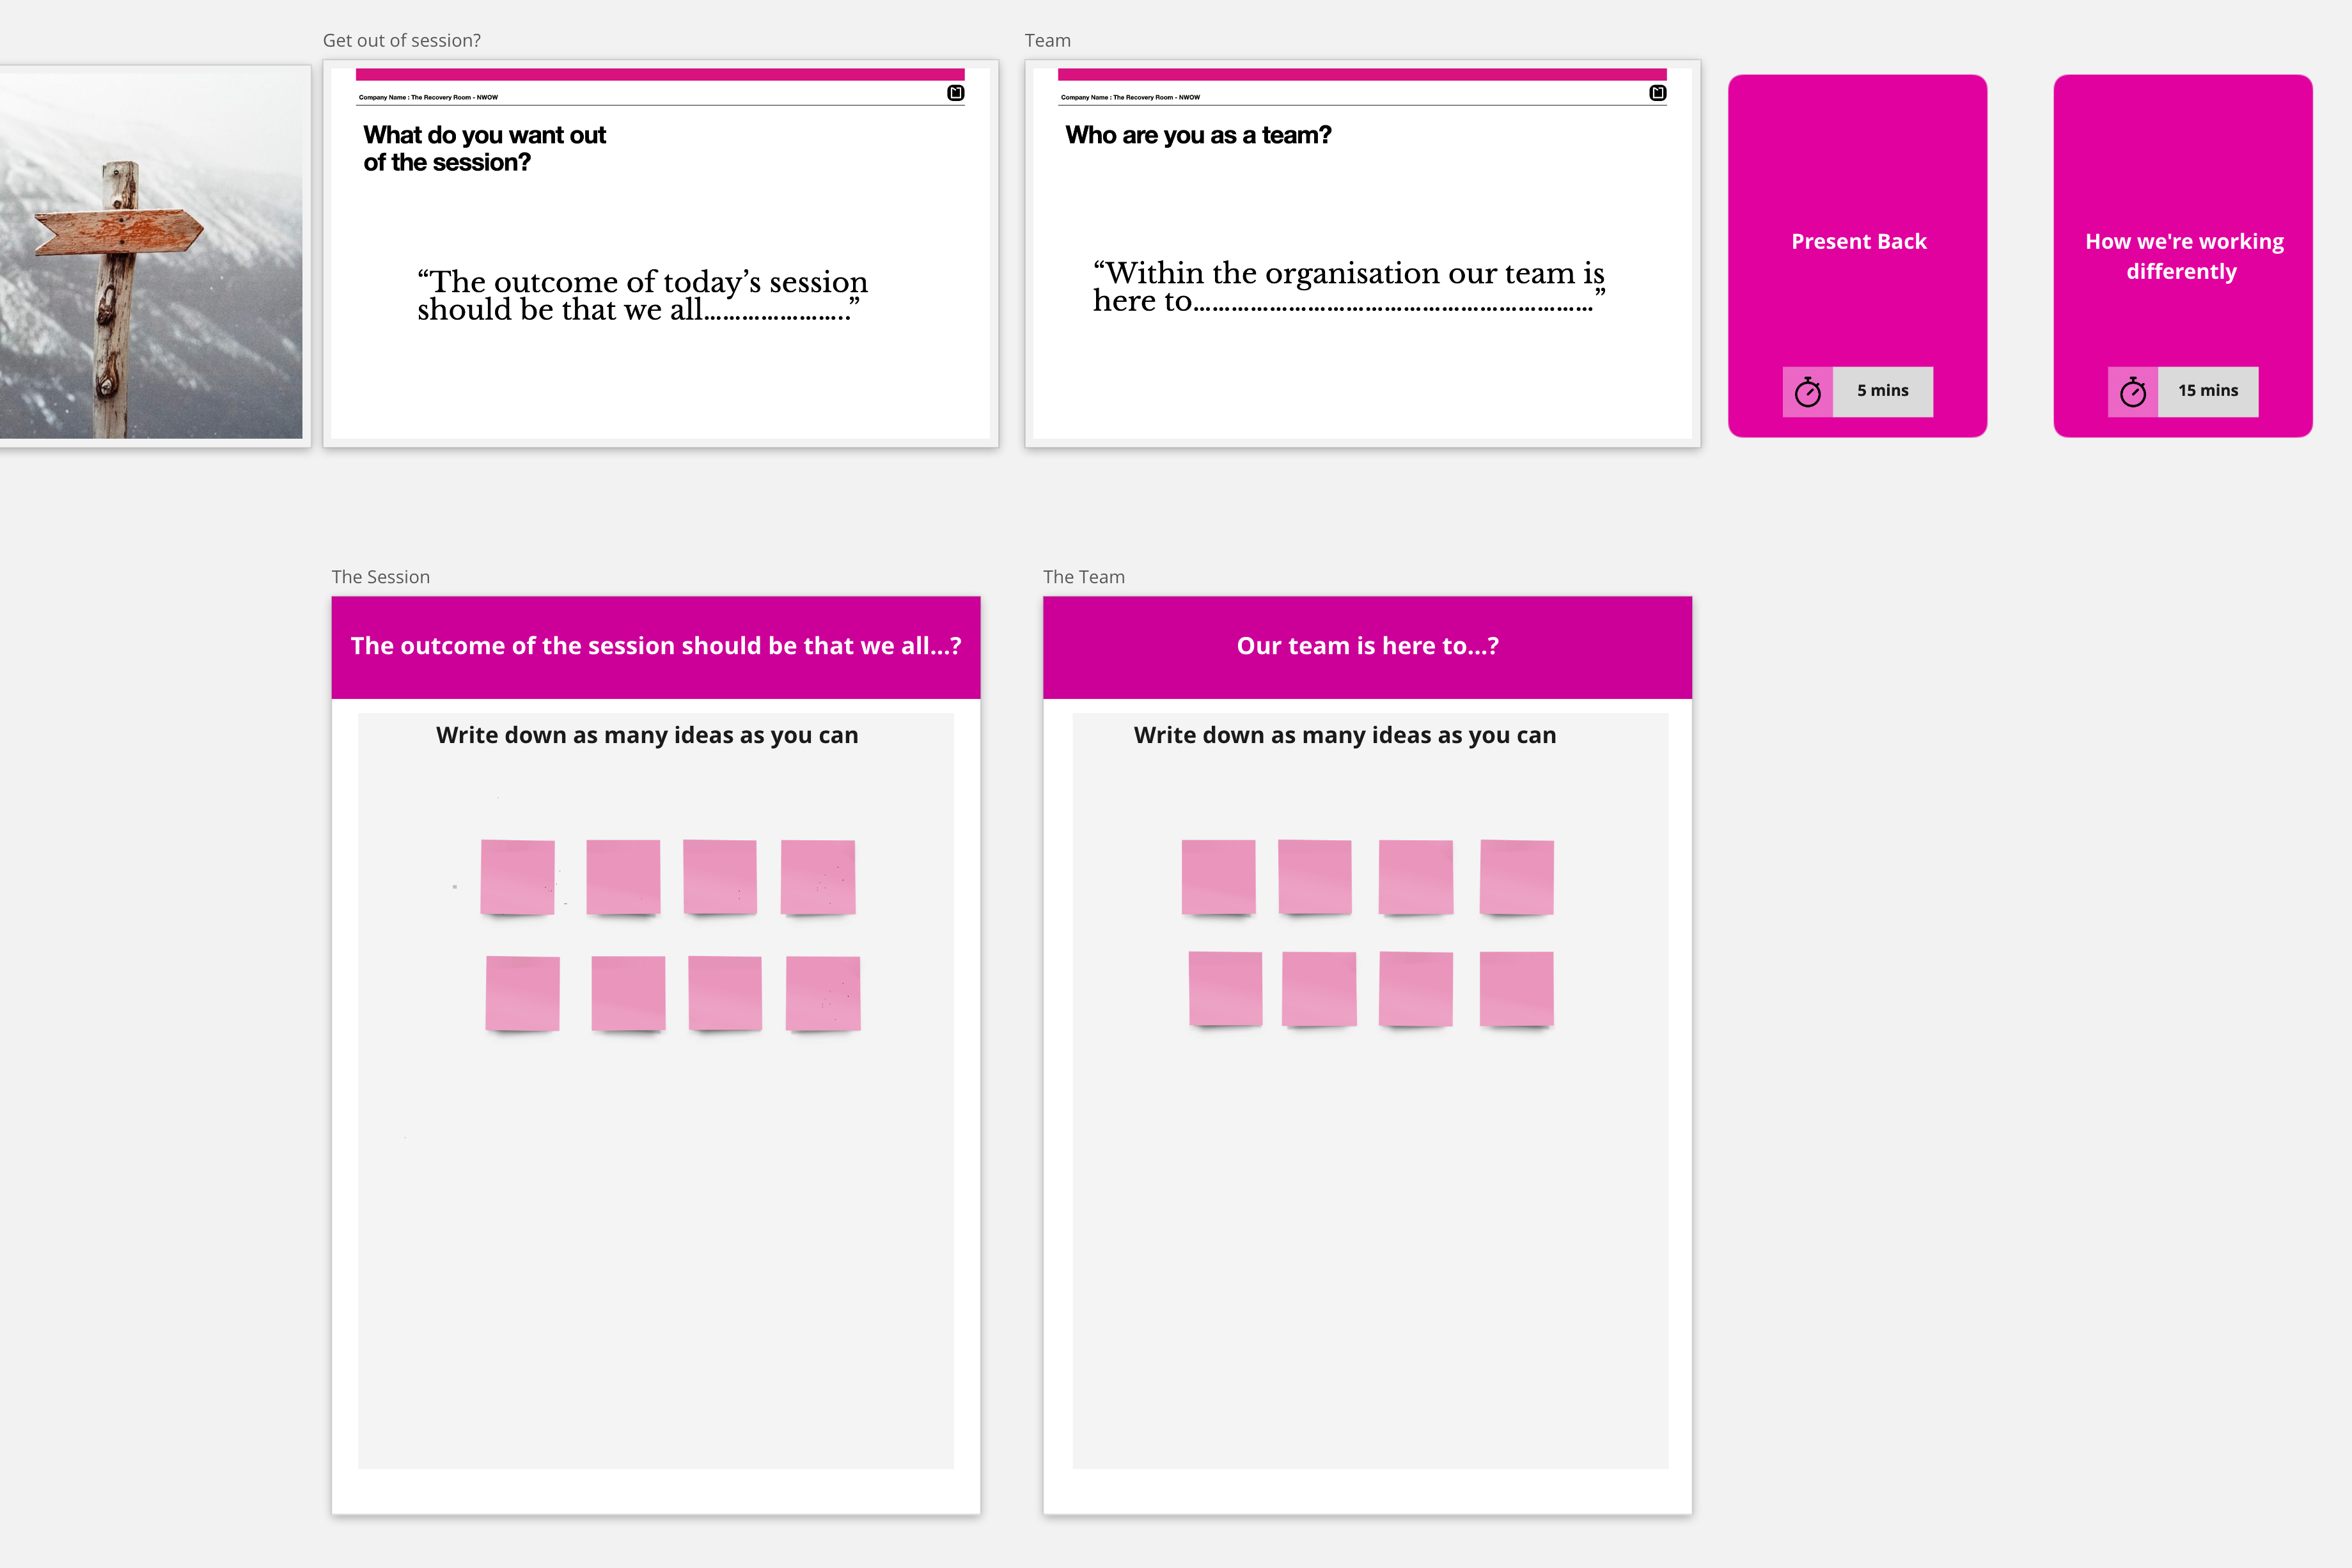 Get out of session?
Company Name : The Recovery Room - NWOW
What do you want out
of the session?
“The outcome of today’s session
should be that we all…………………..”
Team
Company Name : The Recovery Room - NWOW
Who are you as a team?
“Within the organisation our team is
here to………………………………………………………”
Present Back
5 mins
How we're working
differently
15 mins
The Session
The outcome of the session should be that we all...?
Write down as many ideas as you can
The Team
Our team is here to...?
Write down as many ideas as you can